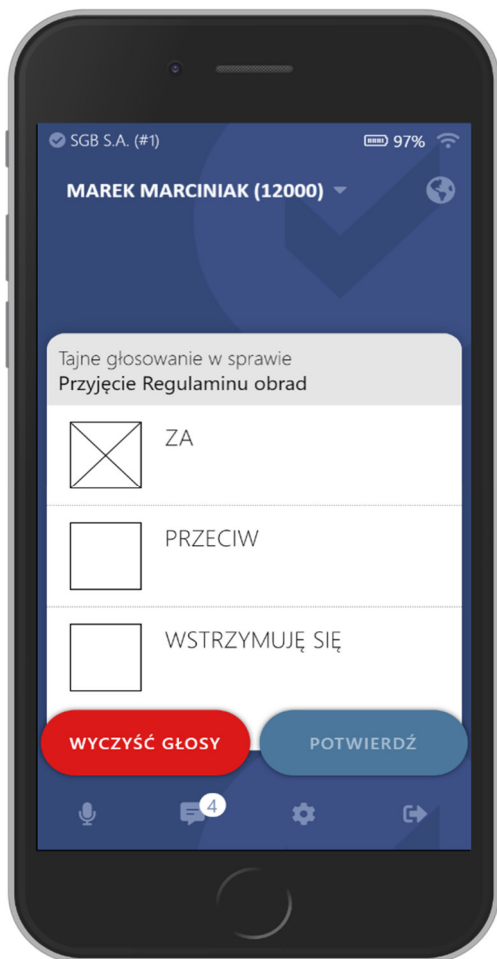 SGB S.A. (#1) 97%
MAREK MARCINIAK (12000)
Tajne głosowanie w sprawie
Przyjęcie Regulaminu obrad
ZA
PRZECIW
WSTRZYMUJĘ SIĘ
WYCZYŚĆ GŁOSY POTWIERDŹ
4